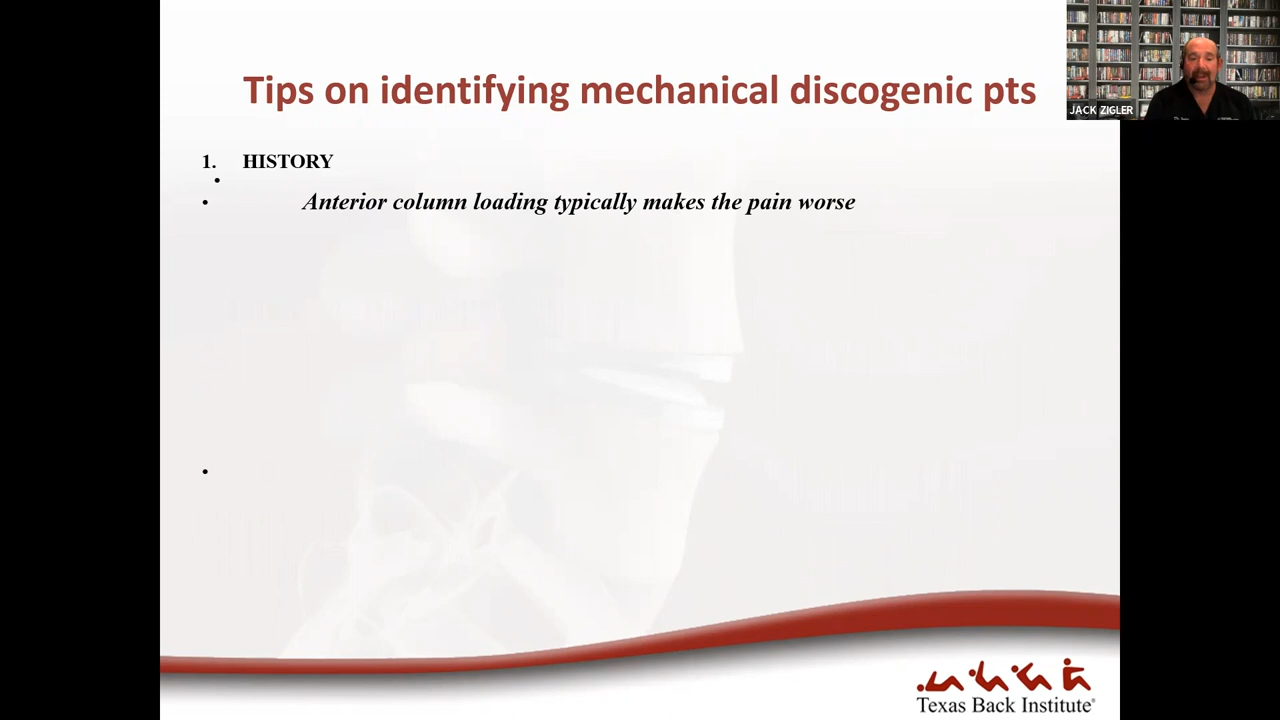 Tips on identifying mechanical discogenic pts
JACK ZIGLER
1. HISTORY
•
• Anterior column loading typically makes the pain worse
•
Texas Back Institute®